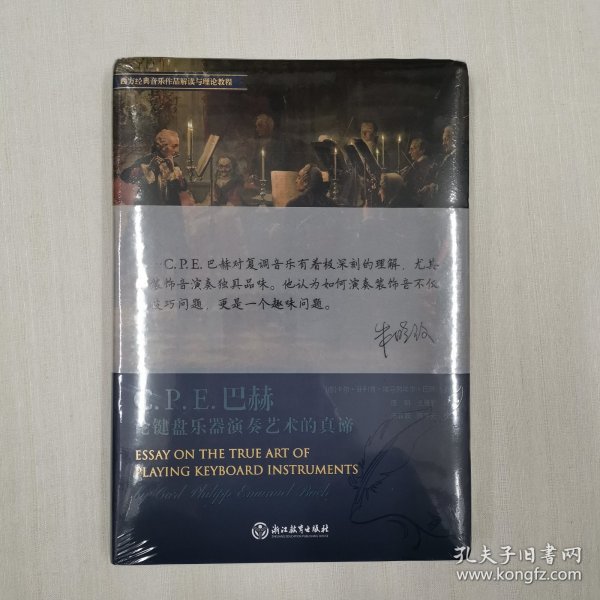 西方经典音乐作品解读与理论教程
C.P.E.巴赫对复调音乐有着极深刻的理解，尤其
装饰音演奏独具品味。他认为如何演奏装饰音不仅
技巧问题，更是一个趣味问题。
C.P.E.巴赫
论键盘乐器演奏艺术的真谛
ESSAY ON THE TRUE ART OF
PLAYING KEYBOARD INSTRUMENTS
by Carl Philipp Emanuel Bach
浙江教育出版社
孔夫子旧书网
www.kongfz.com